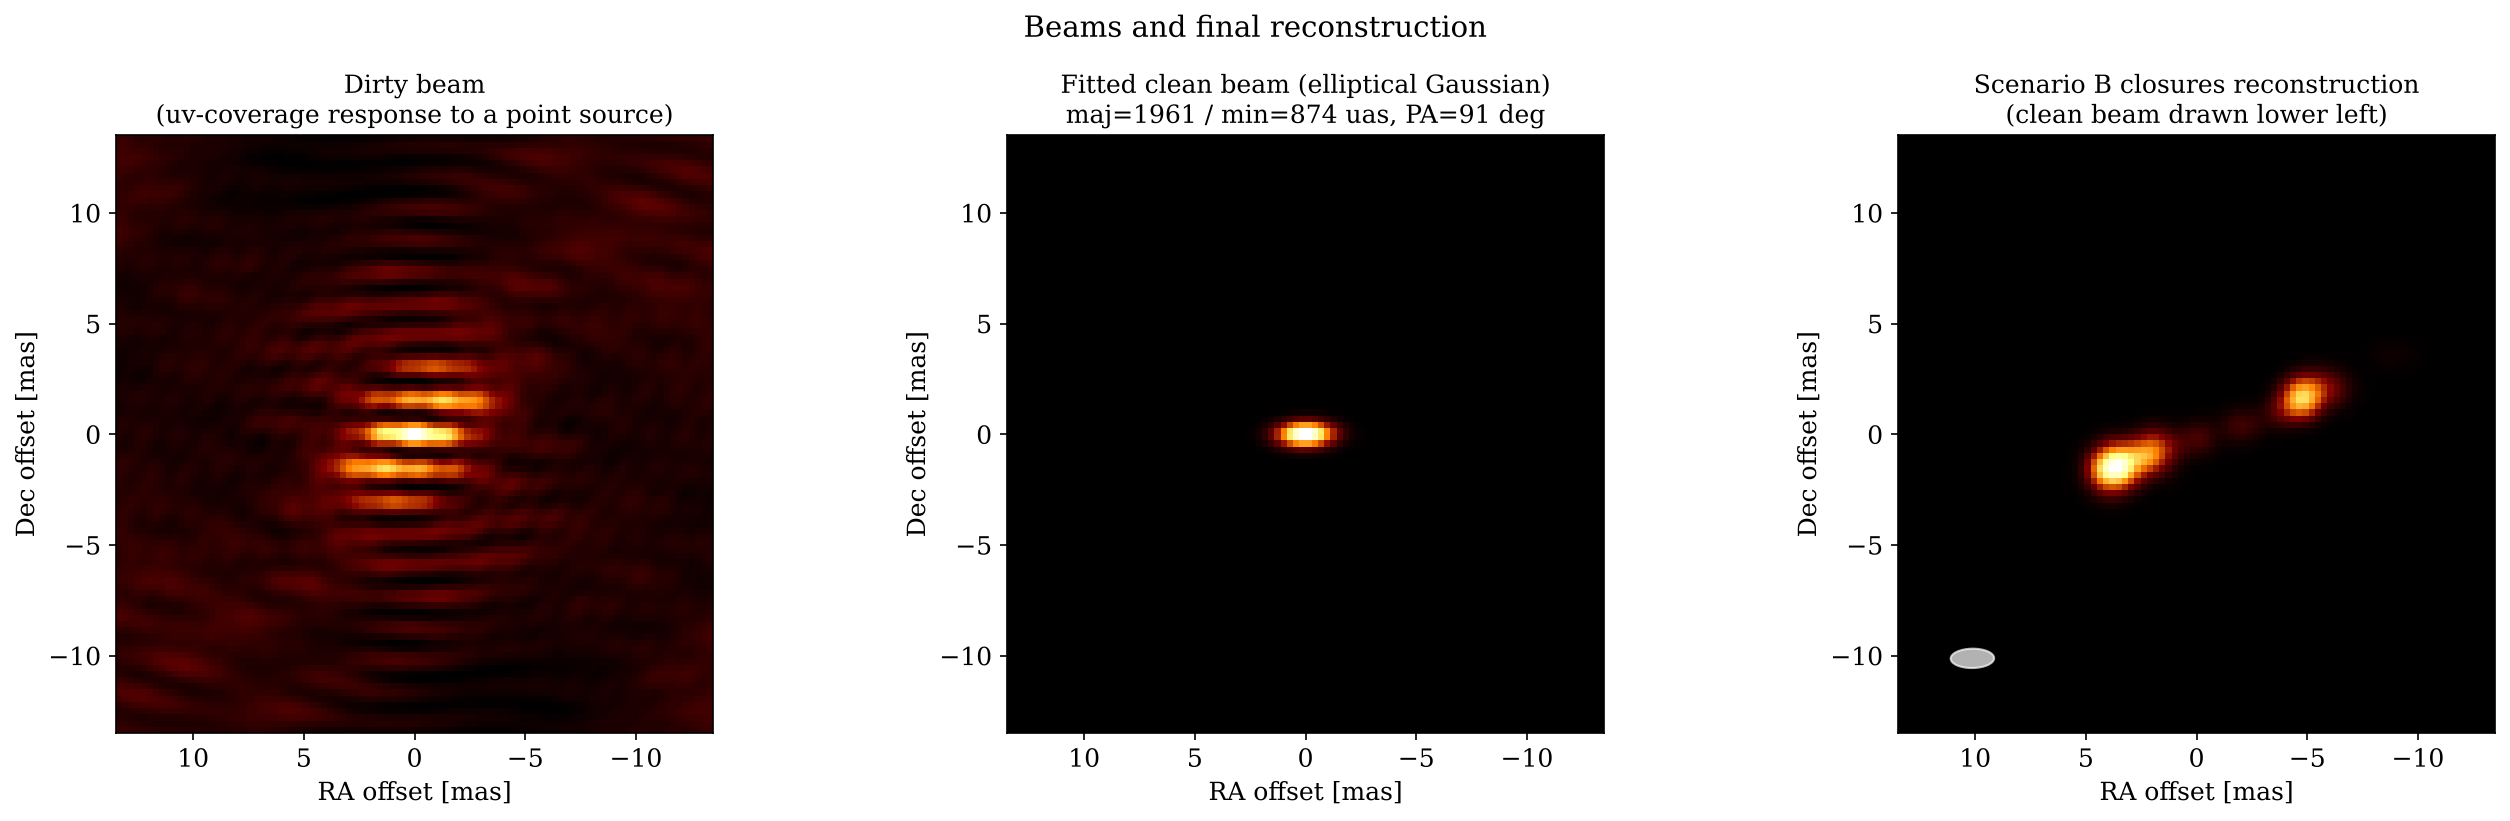 Beams and final reconstruction
Dirty beam
(uv-coverage response to a point source)
10
5
0
−5
−10
Dec offset [mas]
10
5
0
−5
−10
RA offset [mas]
Fitted clean beam (elliptical Gaussian)
maj=1961 / min=874 uas, PA=91 deg
10
5
0
−5
−10
Dec offset [mas]
10
5
0
−5
−10
RA offset [mas]
Scenario B closures reconstruction
(clean beam drawn lower left)
10
5
0
−5
−10
Dec offset [mas]
10
5
0
−5
−10
RA offset [mas]